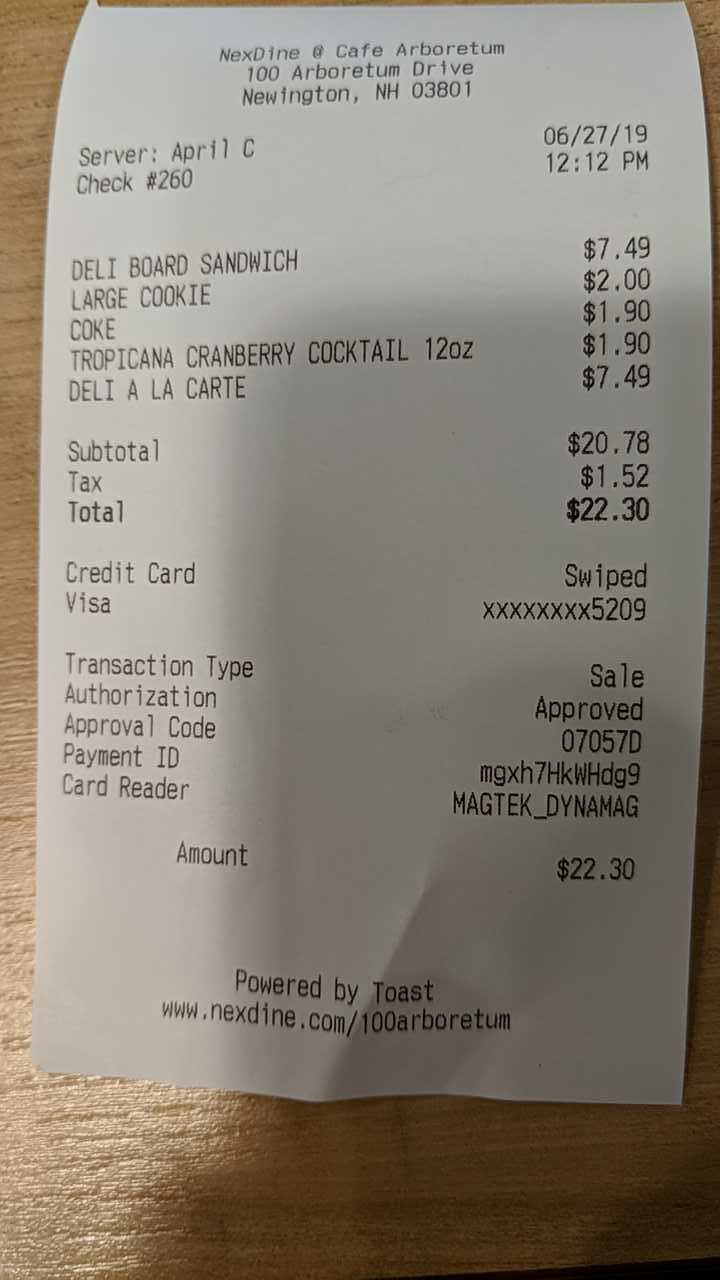 NexDine @ Cafe Arboretum
100 Arboretum Drive
Newington, NH 03801
Server: April C 06/27/19
Check #260 12:12 PM
DELI BOARD SANDWICH $7.49
LARGE COOKIE $2.00
COKE $1.90
TROPICANA CRANBERRY COCKTAIL 12oz $1.90
DELI A LA CARTE $7.49
Subtotal $20.78
Tax $1.52
Total $22.30
Credit Card Swiped
Visa xxxxxxxx5209
Transaction Type Sale
Authorization Approved
Approval Code 07057D
Payment ID mgxh7HkWHdg9
Card Reader MAGTEK_DYNAMAG
Amount $22.30
Powered by Toast
www.nexdine.com/100arboretum